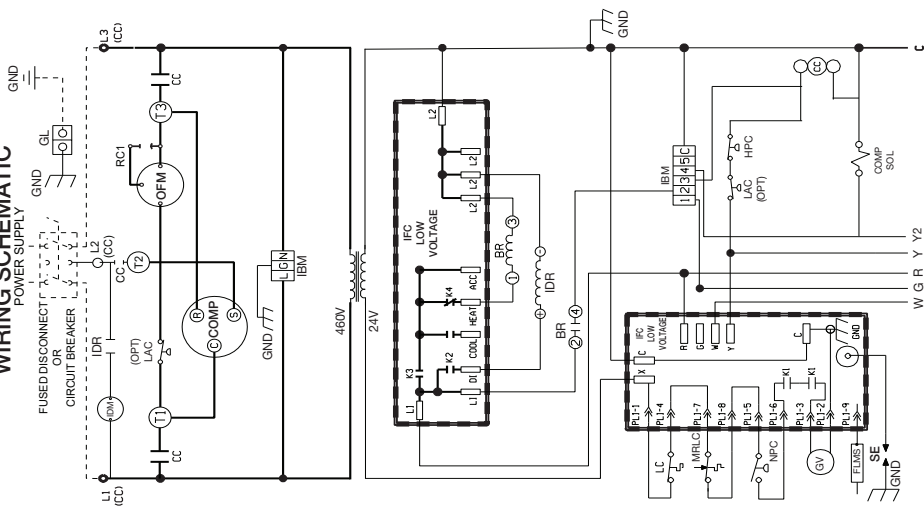 WIRING SCHEMATIC
POWER SUPPLY
FUSED DISCONNECT
OR
CIRCUIT BREAKER
GND
GL
GND
L1
(CC)
L2
(CC)
L3
(CC)
IDM
IDR
CC
T2
RC1
CC
T1
(OPT)
LAC
OFM
T3
CC
COMP
C
R
S
GND
L G N
IBM
460V
24V
GND
IFC
LOW
VOLTAGE
L1
K3
K2
K4
L1
DI
COOL
HEAT
ACC
L2
L2
L2
L2
BR
1
3
IDR
BR
2 H H 4
IBM
1 2 3 4 5 C
LAC
(OPT)
HPC
CC
COMP
SOL
IFC
LOW
VOLTAGE
X
C
R
G
W
Y
C
GND
K1
K1
PL1-1
PL1-4
PL1-7
PL1-8
PL1-5
PL1-6
PL1-3
PL1-2
PL1-9
LC
MRLC
NPC
GV
FLMS
SE
GND
W G R Y Y2 C